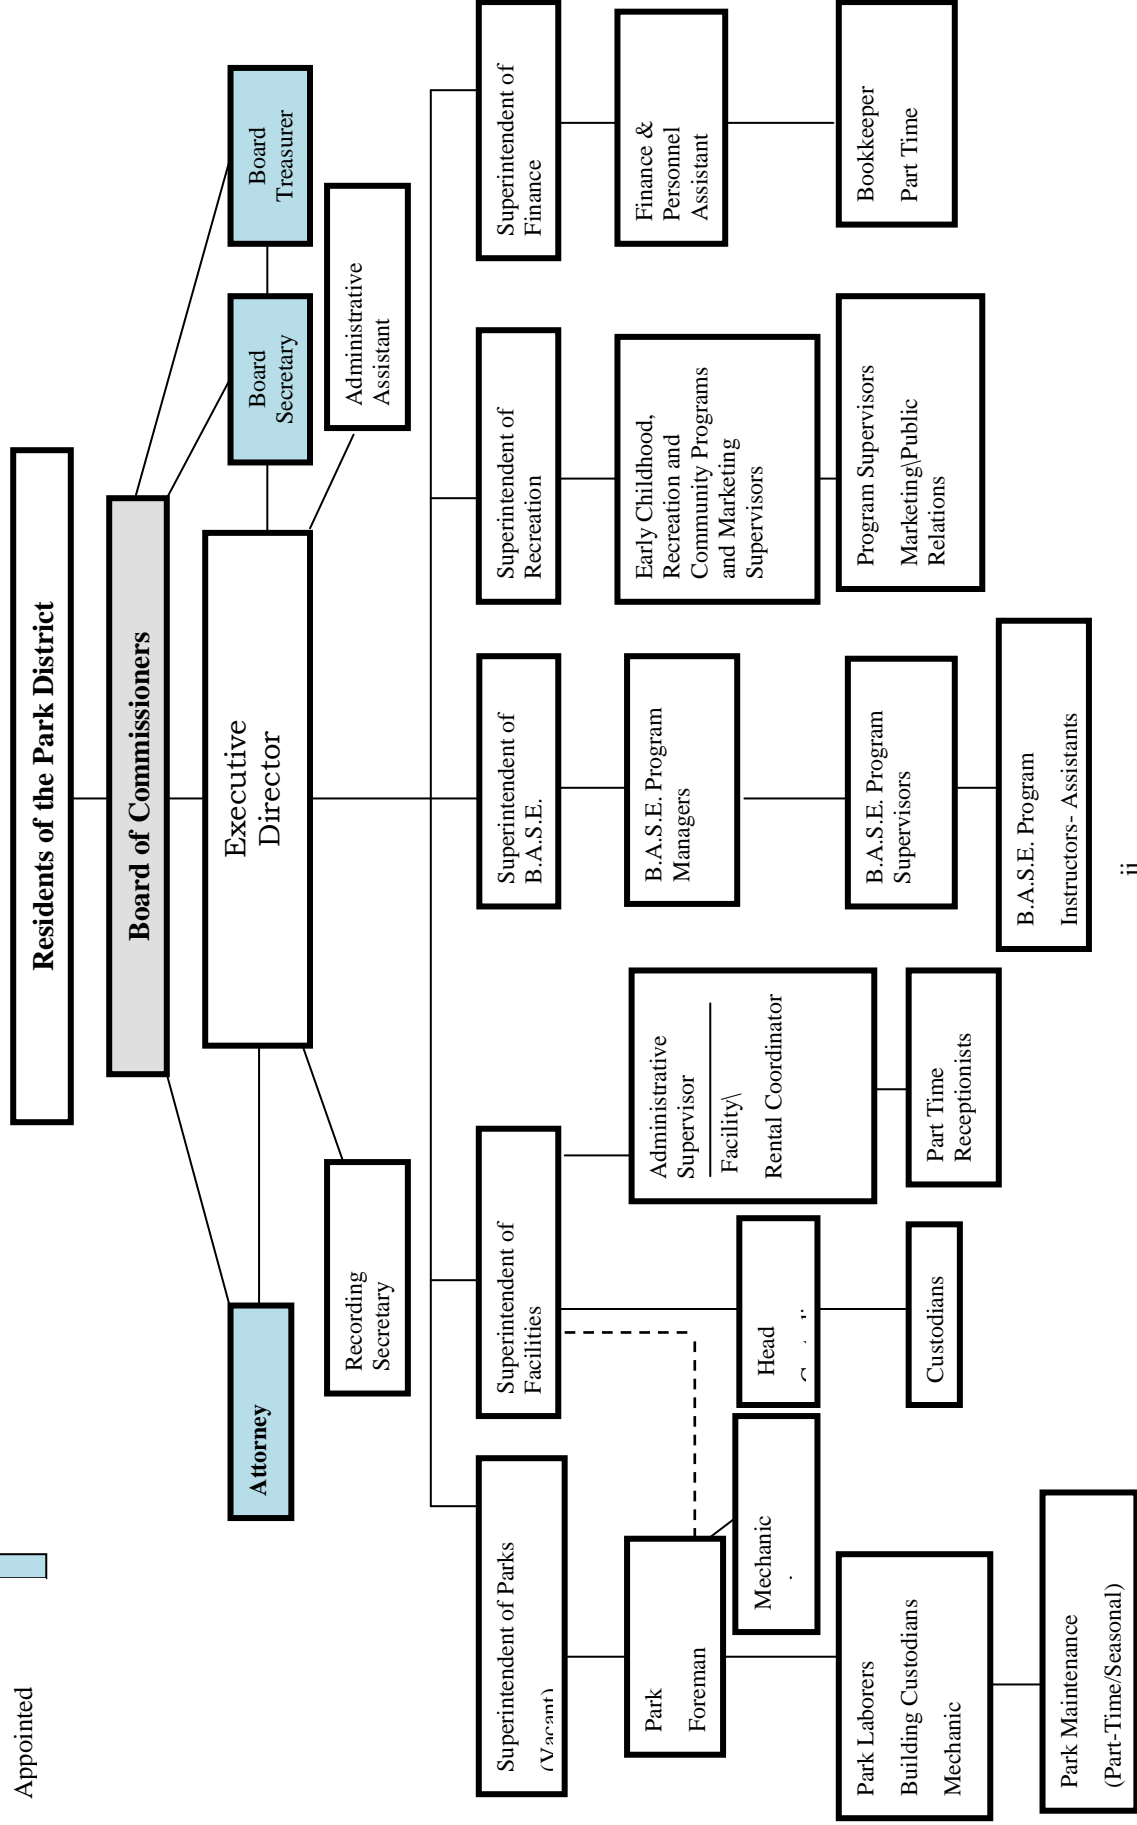 Appointed
Residents of the Park District
Board of Commissioners
Executive
Director
Attorney
Board
Secretary
Board
Treasurer
Recording
Secretary
Administrative
Assistant
Superintendent of Parks
(Vacant)
Superintendent of
Facilities
Superintendent of
B.A.S.E.
Superintendent of
Recreation
Superintendent of
Finance
Park
Foreman
Mechanic
Head
Administrative
Supervisor
Facility\
Rental Coordinator
B.A.S.E. Program
Managers
Early Childhood,
Recreation and
Community Programs
and Marketing
Supervisors
Finance &
Personnel
Assistant
Park Laborers
Building Custodians
Mechanic
Custodians
Part Time
Receptionists
B.A.S.E. Program
Supervisors
Program Supervisors
Marketing\Public
Relations
Bookkeeper
Part Time
Park Maintenance
(Part-Time/Seasonal)
B.A.S.E. Program
Instructors- Assistants
ii